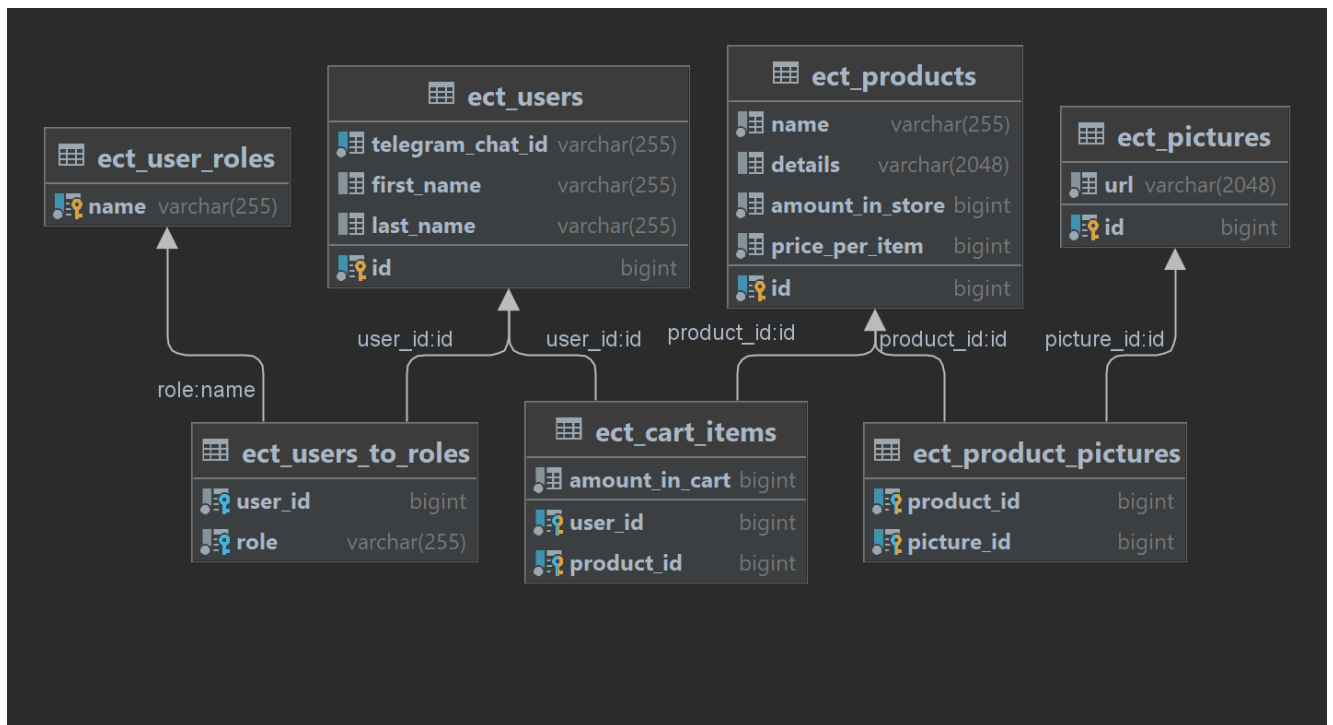 ect_user_roles
name varchar(255)
ect_users
telegram_chat_id varchar(255)
first_name varchar(255)
last_name varchar(255)
id bigint
ect_products
name varchar(255)
details varchar(2048)
amount_in_store bigint
price_per_item bigint
id bigint
ect_pictures
url varchar(2048)
id bigint
role:name
user_id:id
user_id:id
product_id:id
product_id:id
picture_id:id
ect_users_to_roles
user_id bigint
role varchar(255)
ect_cart_items
amount_in_cart bigint
user_id bigint
product_id bigint
ect_product_pictures
product_id bigint
picture_id bigint